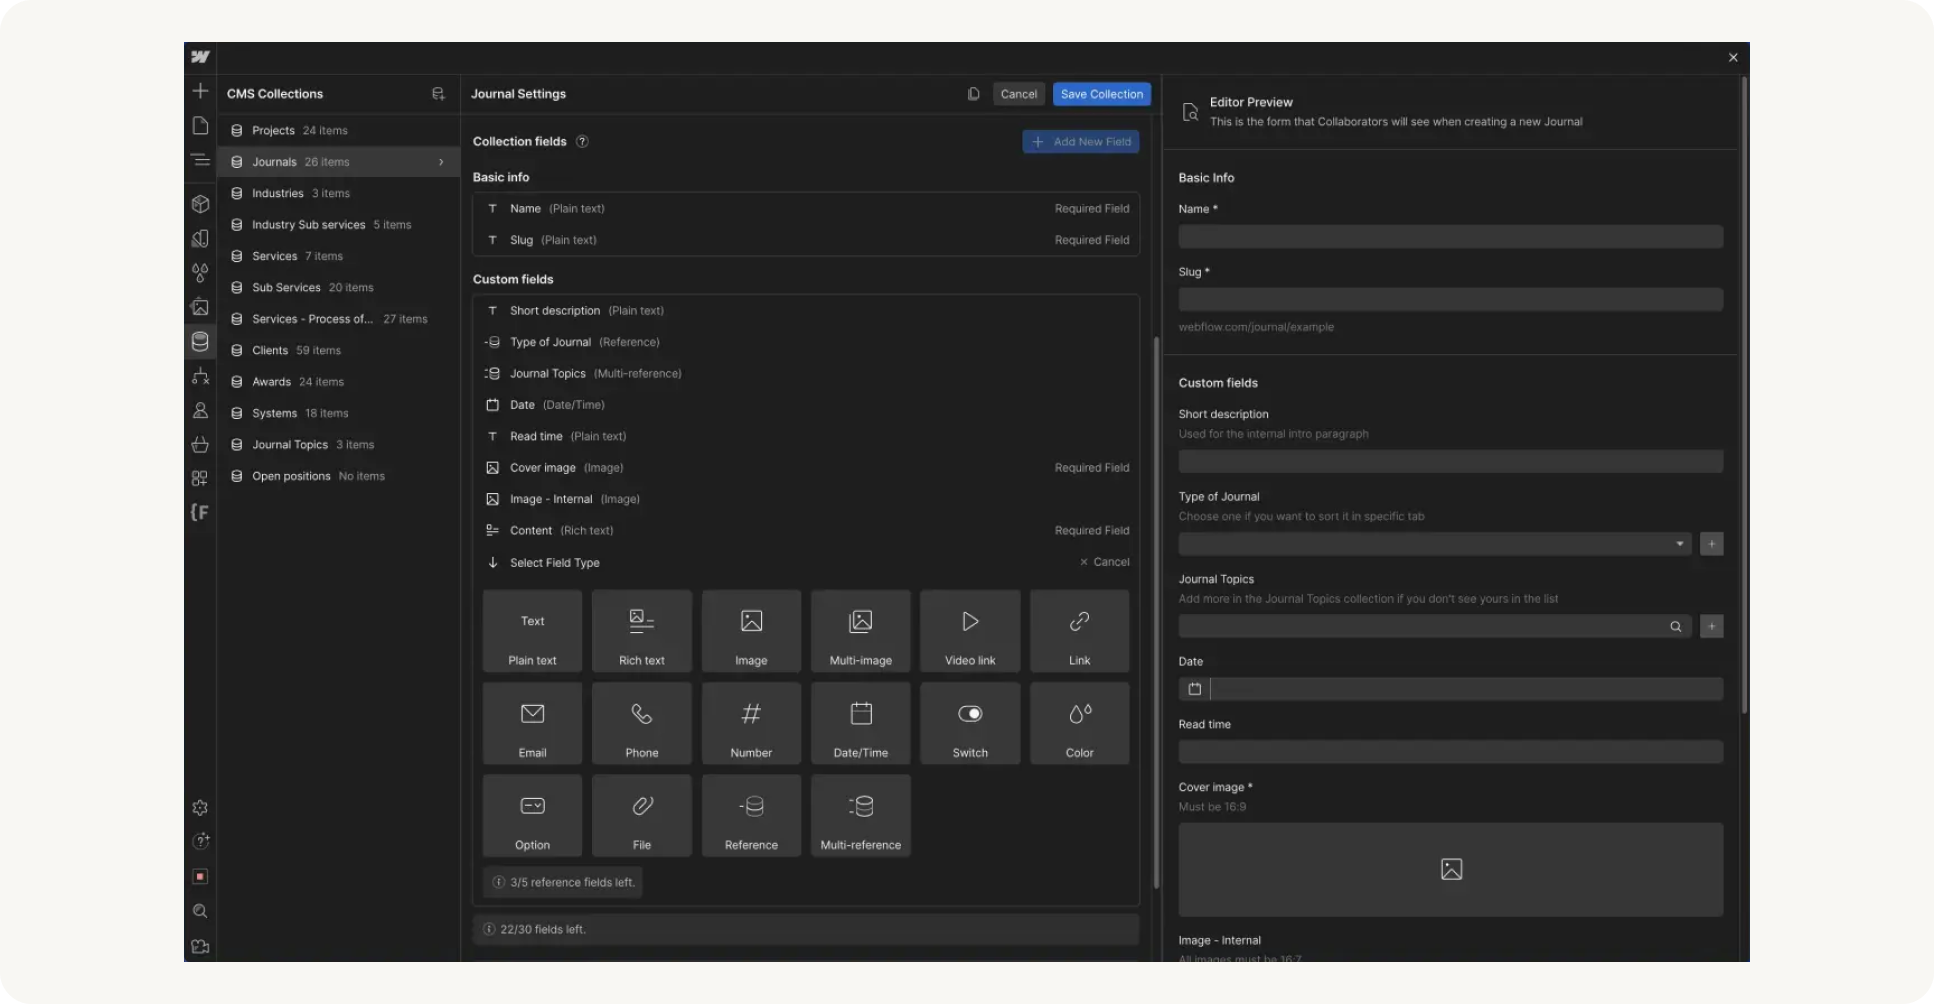 CMS Collections
Projects 24 items
Journals 26 items
Industries 3 items
Industry Sub services 5 items
Services 7 items
Sub Services 20 items
Services - Process of... 27 items
Clients 59 items
Awards 24 items
Systems 18 items
Journal Topics 3 items
Open positions No items
Journal Settings
Cancel
Save Collection
Collection fields ?
+ Add New Field
Basic info
T Name (Plain text) Required Field
T Slug (Plain text) Required Field
Custom fields
T Short description (Plain text)
Type of Journal (Reference)
Journal Topics (Multi-reference)
Date (Date/Time)
T Read time (Plain text)
Cover image (Image) Required Field
Image - Internal (Image)
Content (Rich text) Required Field
Select Field Type × Cancel
Text
Plain text Rich text Image Multi-image Video link Link
Email Phone Number Date/Time Switch Color
Option File Reference Multi-reference
3/5 reference fields left.
22/30 fields left.
Editor Preview
This is the form that Collaborators will see when creating a new Journal
Basic Info
Name *
Slug *
webflow.com/journal/example
Custom fields
Short description
Used for the internal intro paragraph
Type of Journal
Choose one if you want to sort it in specific tab
Journal Topics
Add more in the Journal Topics collection if you don't see yours in the list
Date
Read time
Cover image *
Must be 16:9
Image - Internal
All images must be 16:7